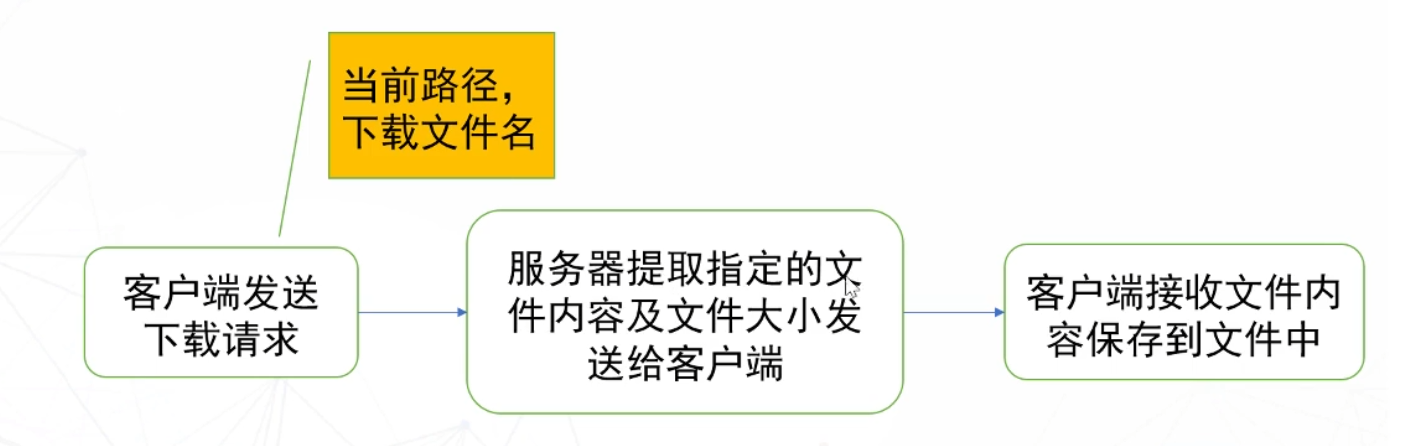 当前路径，
下载文件名
客户端发送
下载请求
服务器提取指定的文
件内容及文件大小发
送给客户端
客户端接收文件内
容保存到文件中